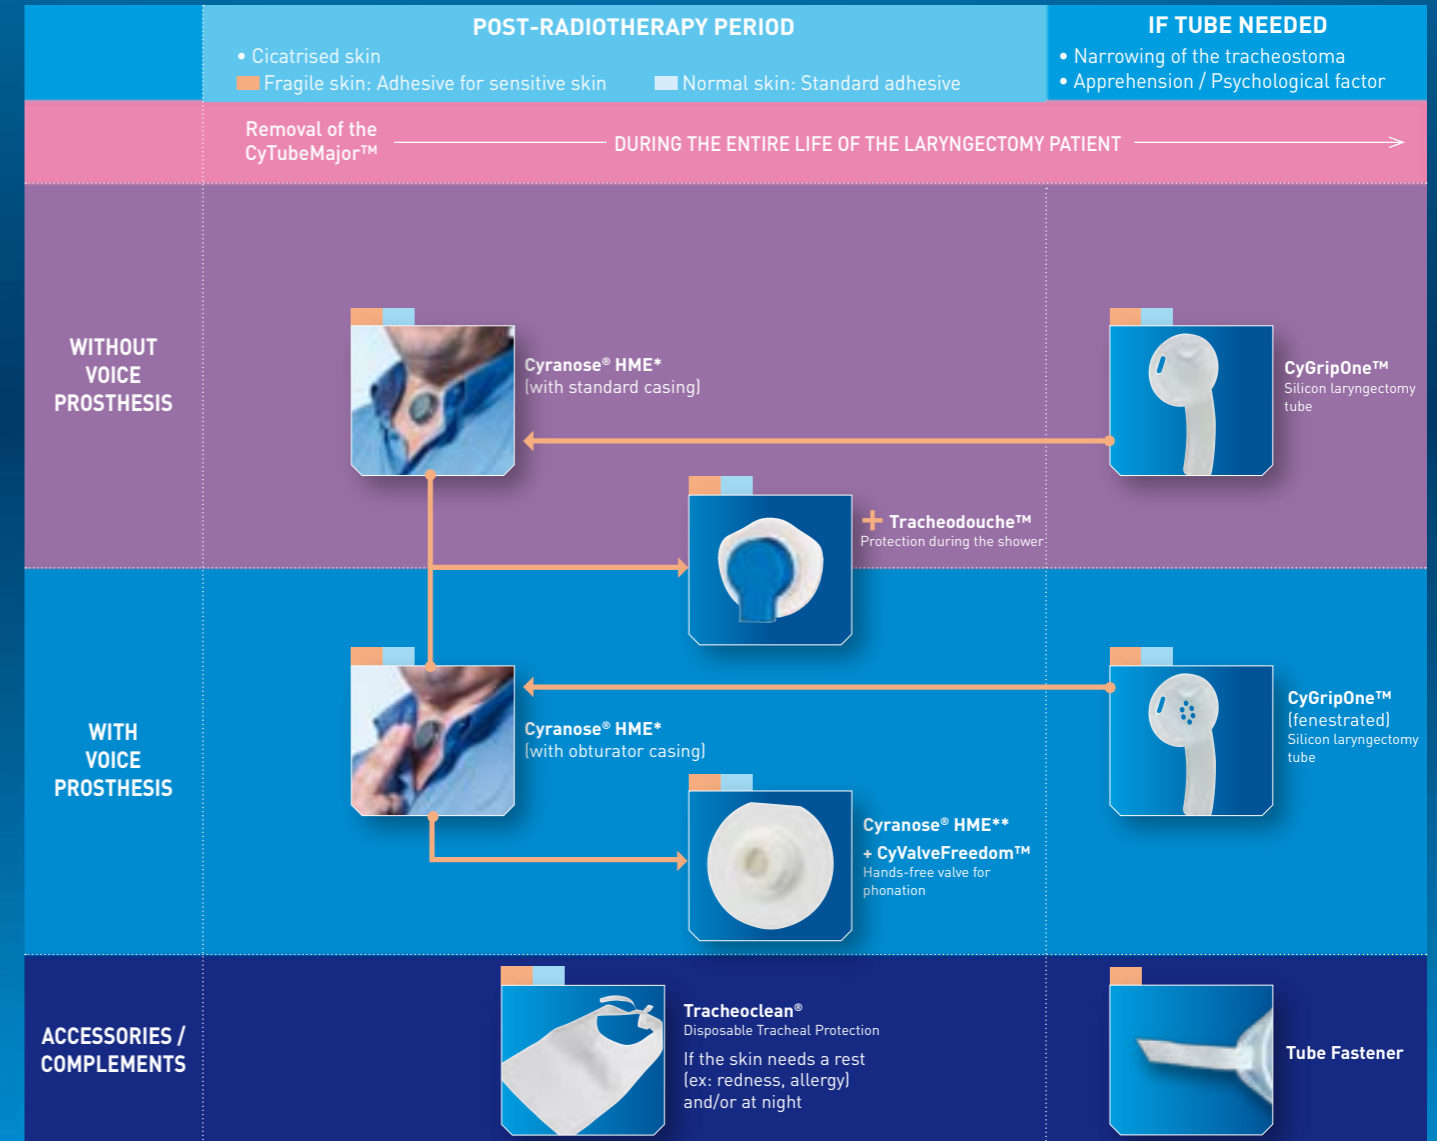 POST-RADIOTHERAPY PERIOD
• Cicatrised skin
Fragile skin: Adhesive for sensitive skin
Normal skin: Standard adhesive
IF TUBE NEEDED
• Narrowing of the tracheostoma
• Apprehension / Psychological factor
Removal of the
CyTubeMajor™
DURING THE ENTIRE LIFE OF THE LARYNGECTOMY PATIENT
WITHOUT
VOICE
PROSTHESIS
Cyranose® HME*
(with standard casing)
CyGripOne™
Silicon laryngectomy
tube
+ Tracheodouche™
Protection during the shower
WITH
VOICE
PROSTHESIS
Cyranose® HME*
(with obturator casing)
CyGripOne™
(fenestrated)
Silicon laryngectomy
tube
Cyranose® HME**
+ CyValveFreedom™
Hands-free valve for
phonation
ACCESSORIES /
COMPLEMENTS
Tracheoclean®
Disposable Tracheal Protection
If the skin needs a rest
(ex: redness, allergy)
and/or at night
Tube Fastener